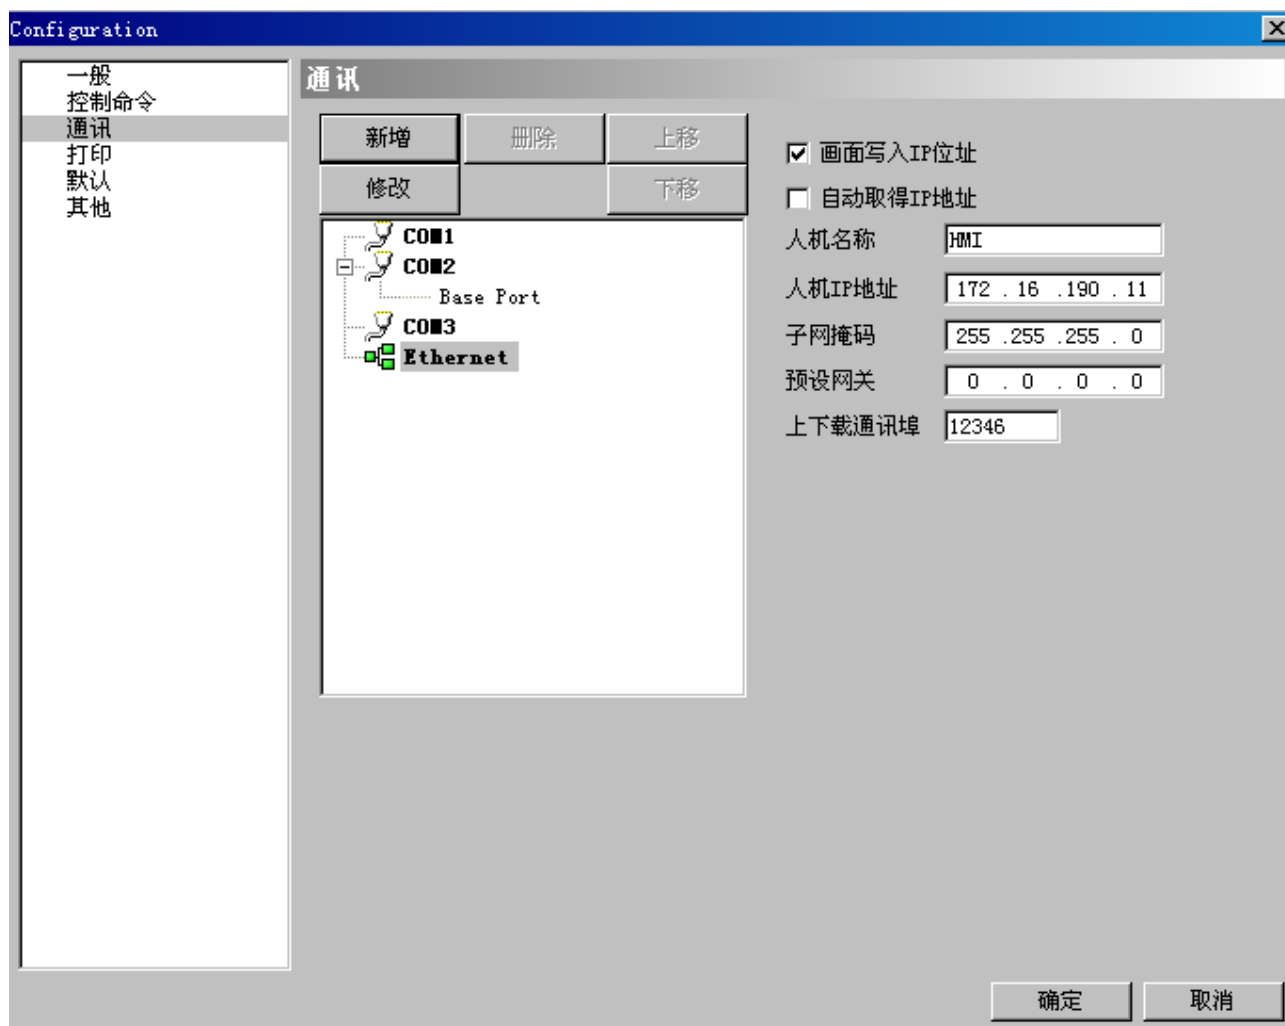 Configuration
一般
控制命令
通讯
打印
默认
其他
通讯
新增 删除 上移
修改 下移
COM1
COM2
Base Port
COM3
Ethernet
画面写入IP位址
自动取得IP地址
人机名称 HMI
人机IP地址 172 . 16 .190 . 11
子网掩码 255 .255 .255 . 0
预设网关 0 . 0 . 0 . 0
上下载通讯埠 12346
确定 取消